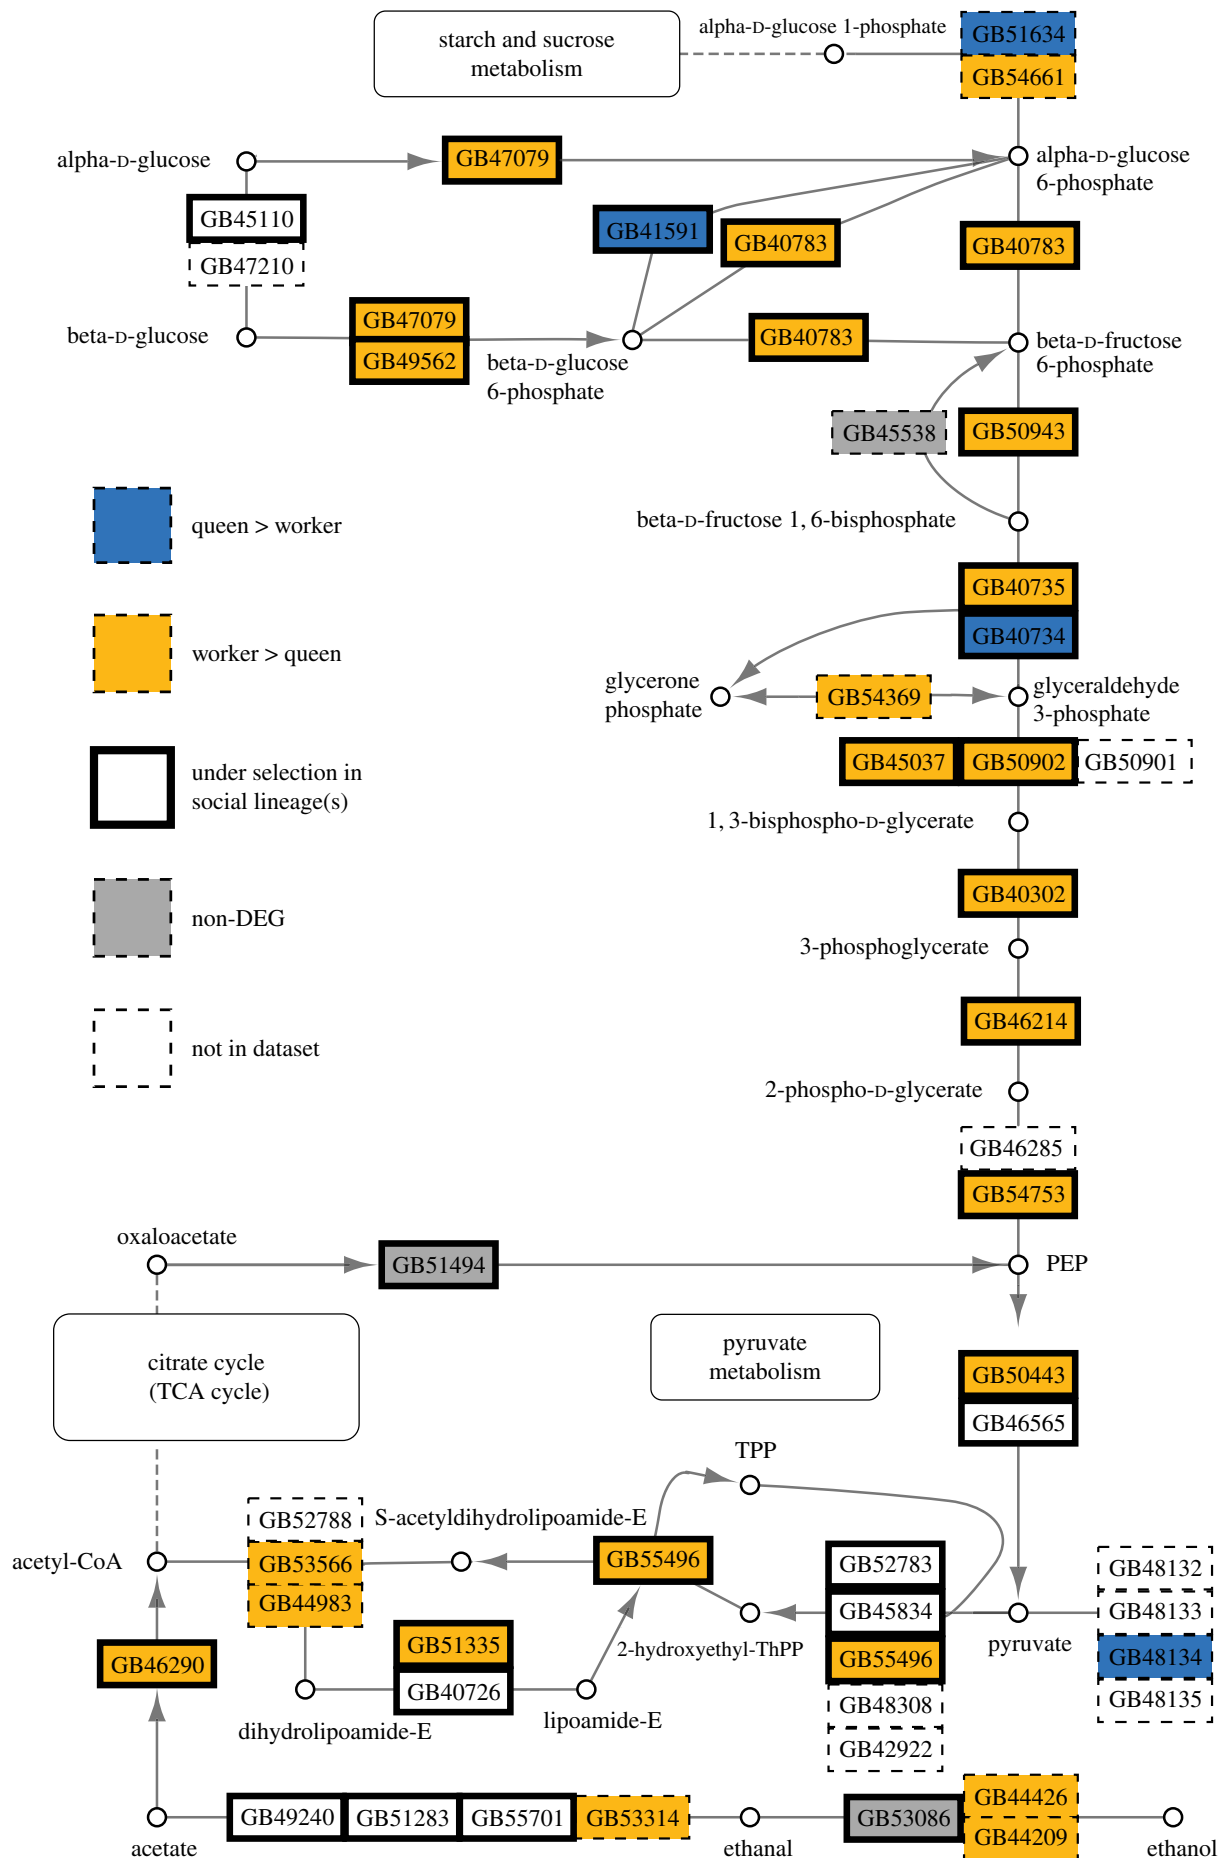 starch and sucrose
metabolism
alpha-D-glucose 1-phosphate
GB51634
GB54661
alpha-D-glucose
GB47079
alpha-D-glucose
6-phosphate
GB45110
GB47210
GB41591
GB40783
GB40783
beta-D-glucose
GB47079
GB49562
beta-D-glucose
6-phosphate
GB40783
beta-D-fructose
6-phosphate
GB45538
GB50943
queen > worker
beta-D-fructose 1, 6-bisphosphate
GB40735
GB40734
worker > queen
glycerone
phosphate
GB54369
glyceraldehyde
3-phosphate
under selection in
social lineage(s)
GB45037
GB50902
GB50901
1, 3-bispho-D-glycerate
non-DEG
GB40302
3-phosphoglycerate
not in dataset
GB46214
2-phospho-D-glycerate
GB46285
GB54753
oxaloacetate
GB51494
PEP
citrate cycle
(TCA cycle)
pyruvate
metabolism
GB50443
GB46565
TPP
GB52788
S-acetyldihydrolipoamide-E
acetyl-CoA
GB53566
GB44983
GB55496
GB52783
GB45834
GB55496
GB48308
GB42922
GB48132
GB48133
GB48134
GB48135
pyruvate
2-hydroxyethyl-ThPP
GB46290
GB51335
GB40726
dihydrolipoamide-E
lipoamide-E
GB49240
GB51283
GB55701
GB53314
GB53086
GB44426
GB44209
acetate
ethanal
ethanol